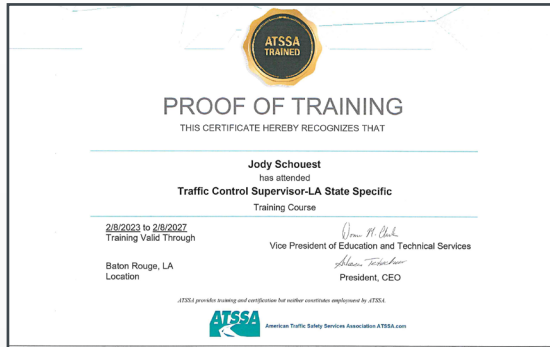 ATSSA
TRAINED
PROOF OF TRAINING
THIS CERTIFICATE HEREBY RECOGNIZES THAT
Jody Schouest
has attended
Traffic Control Supervisor-LA State Specific
Training Course
2/8/2023 to 2/8/2027
Training Valid Through
Vice President of Education and Technical Services
Baton Rouge, LA
Location
President, CEO
ATSSA provides training and certification but neither constitutes employment by ATSSA.
ATSSA
American Traffic Safety Services Association ATSSA.com